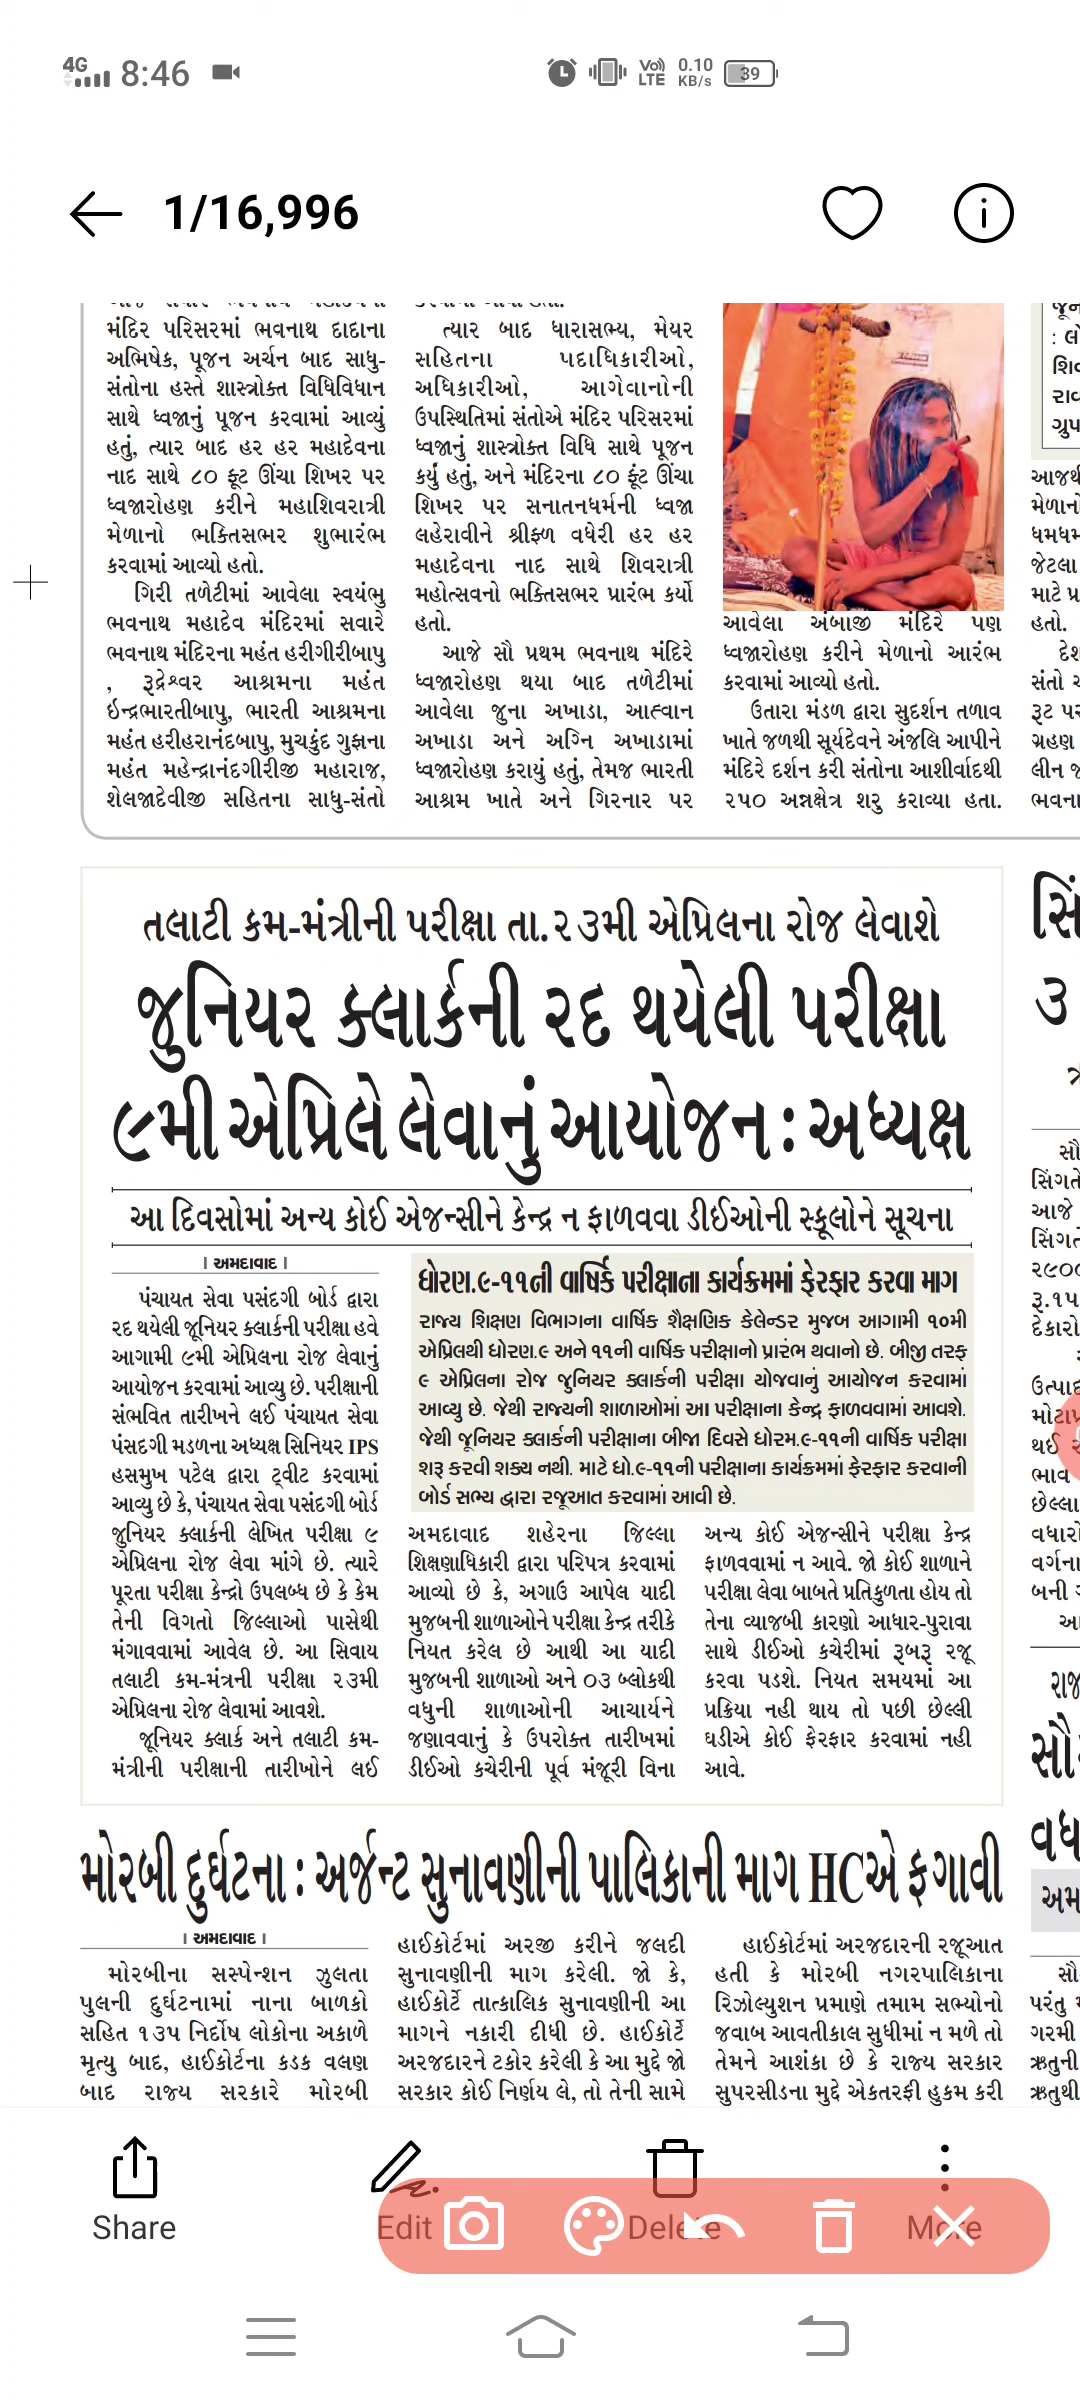 4G 8:46 Vo) LTE 0.10 KB/s 39
1/16,996
મંદિર પરિસરમાં ભવનાથ દાદાના
અભિષેક, પૂજન અર્ચન બાદ સાધુ-
સંતોના હસ્તે શાસ્ત્રોક્ત વિધિવિધાન
સાથે ધ્વજાનું પૂજન કરવામાં આવ્યું
હતું, ત્યાર બાદ હર હર મહાદેવના
નાદ સાથે ૮૦ ફૂટ ઊંચા શિખર પર
ધ્વજારોહણ કરીને મહાશિવરાત્રી
મેળાનો ભક્તિસભર શુભારંભ
કરવામાં આવ્યો હતો.
ગિરી તળેટીમાં આવેલા સ્વયંભુ
ભવનાથ મહાદેવ મંદિરમાં સવારે
ભવનાથ મંદિરના મહંત હરીગીરીબાપુ
, રૂદ્રેશ્વર આશ્રમના મહંત
ઈન્દ્રભારતીબાપુ, ભારતી આશ્રમના
મહંત હરીહરાનંદબાપુ, મુચકુંદ ગુફાના
મહંત મહેન્દ્રાનંદગીરીજી મહારાજ,
શેલજાદેવીજી સહિતના સાધુ-સંતો
ત્યાર બાદ ધારાસભ્ય, મેયર
સહિતના પદાધિકારીઓ,
અધિકારીઓ, આગેવાનોની
ઉપસ્થિતિમાં સંતોએ મંદિર પરિસરમાં
ધ્વજાનું શાસ્ત્રોક્ત વિધિ સાથે પૂજન
કર્યું હતું, અને મંદિરના ૮૦ ફૂંટ ઊંચા
શિખર પર સનાતનધર્મની ધ્વજા
લહેરાવીને શ્રીફળ વધેરી હર હર
મહાદેવના નાદ સાથે શિવરાત્રી
મહોત્સવનો ભક્તિસભર પ્રારંભ કર્યો
હતો.
આજે સૌ પ્રથમ ભવનાથ મંદિરે
ધ્વજારોહણ થયા બાદ તળેટીમાં
આવેલા જુના અખાડા, આહ્વાન
અખાડા અને અગ્નિ અખાડામાં
ધ્વજારોહણ કરાયું હતું, તેમજ ભારતી
આશ્રમ ખાતે અને ગિરનાર પર
આવેલા અંબાજી મંદિરે પણ
ધ્વજારોહણ કરીને મેળાનો આરંભ
કરવામાં આવ્યો હતો.
ઉતારા મંડળ દ્વારા સુદર્શન તળાવ
ખાતે જળથી સૂર્યદેવને અંજલિ આપીને
મંદિરે દર્શન કરી સંતોના આશીર્વાદથી
૨૫૦ અન્નક્ષેત્ર શરુ કરાવ્યા હતા.
આજથી
જેટલા
હતો.
સંતો
ગ્રહણ
તલાટી કમ-મંત્રીની પરીક્ષા તા.૨૩મી એપ્રિલના રોજ લેવાશે
જુનિયર ક્લાર્કની રદ થયેલી પરીક્ષા
૯મી એપ્રિલે લેવાનું આયોજન : અધ્યક્ષ
આ દિવસોમાં અન્ય કોઈ એજન્સીને કેન્દ્ર ન ફાળવવા ડીઈઓની સ્કૂલોને સૂચના
। અમદાવાદ ।
પંચાયત સેવા પસંદગી બોર્ડ દ્વારા
રદ થયેલી જૂનિયર ક્લાર્કની પરીક્ષા હવે
આગામી ૯મી એપ્રિલના રોજ લેવાનું
આયોજન કરવામાં આવ્યુ છે. પરીક્ષાની
સંભવિત તારીખને લઈ પંચાયત સેવા
પંસદગી મડળના અધ્યક્ષ સિનિયર IPS
હસમુખ પટેલ દ્વારા ટ્વીટ કરવામાં
આવ્યુ છે કે, પંચાયત સેવા પસંદગી બોર્ડ
જુનિયર ક્લાર્કની લેખિત પરીક્ષા ૯
એપ્રિલના રોજ લેવા માંગે છે. ત્યારે
પૂરતા પરીક્ષા કેન્દ્રો ઉપલબ્ધ છે કે કેમ
તેની વિગતો જિલ્લાઓ પાસેથી
મંગાવવામાં આવેલ છે. આ સિવાય
તલાટી કમ-મંત્રની પરીક્ષા ૨૩મી
એપ્રિલના રોજ લેવામાં આવશે.
જૂનિયર ક્લાર્ક અને તલાટી કમ-
મંત્રીની પરીક્ષાની તારીખોને લઈ
ધોરણ.૯-૧૧ની વાર્ષિક પરીક્ષાના કાર્યક્રમમાં ફેરફાર કરવા માગ
રાજ્ય શિક્ષણ વિભાગના વાર્ષિક શૈક્ષણિક કેલેન્ડર મુજબ આગામી ૧૦મી
એપ્રિલથી ધોરણ.૯ અને ૧૧ની વાર્ષિક પરીક્ષાનો પ્રારંભ થવાનો છે. બીજી તરફ
૯ એપ્રિલના રોજ જુનિયર ક્લાર્કની પરીક્ષા યોજવાનું આયોજન કરવામાં
આવ્યુ છે. જેથી રાજ્યની શાળાઓમાં આ પરીક્ષાના કેન્દ્ર ફાળવવામાં આવશે.
જેથી જૂનિયર ક્લાર્કની પરીક્ષાના બીજા દિવસે ધોરમ.૯-૧૧ની વાર્ષિક પરીક્ષા
શરૂ કરવી શક્ય નથી. માટે ધો.૯-૧૧ની પરીક્ષાના કાર્યક્રમમાં ફેરફાર કરવાની
બોર્ડ સભ્ય દ્વારા રજૂઆત કરવામાં આવી છે.
અમદાવાદ શહેરના જિલ્લા
શિક્ષણાધિકારી દ્વારા પરિપત્ર કરવામાં
આવ્યો છે કે, અગાઉ આપેલ યાદી
મુજબની શાળાઓને પરીક્ષા કેન્દ્ર તરીકે
નિયત કરેલ છે આથી આ યાદી
મુજબની શાળાઓ અને ૦૩ બ્લોકથી
વધુની શાળાઓની આચાર્યને
જણાવવાનું કે ઉપરોક્ત તારીખમાં
ડીઈઓ કચેરીની પૂર્વ મંજૂરી વિના
અન્ય કોઈ એજન્સીને પરીક્ષા કેન્દ્ર
ફાળવવામાં ન આવે. જો કોઈ શાળાને
પરીક્ષા લેવા બાબતે પ્રતિકુળતા હોય તો
તેના વ્યાજબી કારણો આધાર-પુરાવા
સાથે ડીઈઓ કચેરીમાં રૂબરૂ રજૂ
કરવા પડશે. નિયત સમયમાં આ
પ્રક્રિયા નહી થાય તો પછી છેલ્લી
ઘડીએ કોઈ ફેરફાર કરવામાં નહી
આવે.
મોરબી દુર્ઘટના : અર્જન્ટ સુનાવણીની પાલિકાની માગ HCએ ફગાવી
। અમદાવાદ ।
મોરબીના સસ્પેન્શન ઝુલતા
પુલની દુર્ઘટનામાં નાના બાળકો
સહિત ૧૩૫ નિર્દોષ લોકોના અકાળે
મૃત્યુ બાદ, હાઈકોર્ટના કડક વલણ
બાદ રાજ્ય સરકારે મોરબી
હાઈકોર્ટમાં અરજી કરીને જલદી
સુનાવણીની માગ કરેલી. જો કે,
હાઈકોર્ટે તાત્કાલિક સુનાવણીની આ
માગને નકારી દીધી છે. હાઈકોર્ટે
અરજદારને ટકોર કરેલી કે આ મુદ્દે જો
સરકાર કોઈ નિર્ણય લે, તો તેની સામે
હાઈકોર્ટમાં અરજદારની રજૂઆત
હતી કે મોરબી નગરપાલિકાના
રિઝોલ્યુશન પ્રમાણે તમામ સભ્યોનો
જવાબ આવતીકાલ સુધીમાં ન મળે તો
તેમને આશંકા છે કે રાજ્ય સરકાર
સુપરસીડના મુદ્દે એકતરફી હુકમ કરી
Share Edit Delete More